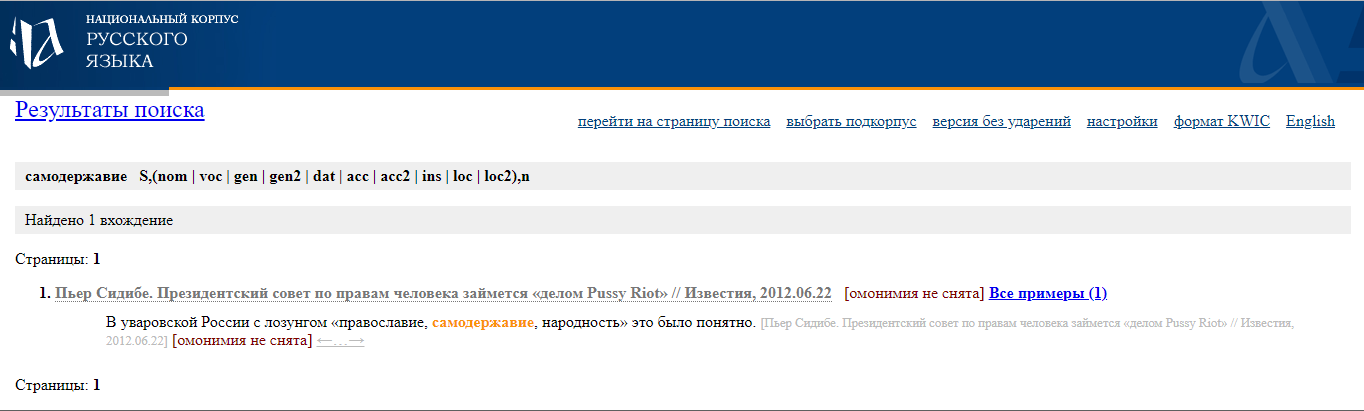 НАЦИОНАЛЬНЫЙ КОРПУС
РУССКОГО
ЯЗЫКА
Результаты поиска
перейти на страницу поиска выбрать подкорпус версия без ударений настройки формат KWIC English
самодержавие S,(nom | voc | gen | gen2 | dat | acc | acc2 | ins | loc | loc2),n
Найдено 1 вхождение
Страницы: 1
1. Пьер Сидибе. Президентский совет по правам человека займется «делом Pussy Riot» // Известия, 2012.06.22 [омонимия не снята] Все примеры (1)
В уваровской России с лозунгом «православие, самодержавие, народность» это было понятно. [Пьер Сидибе. Президентский совет по правам человека займется «делом Pussy Riot» // Известия,
2012.06.22] [омонимия не снята] ←…→
Страницы: 1